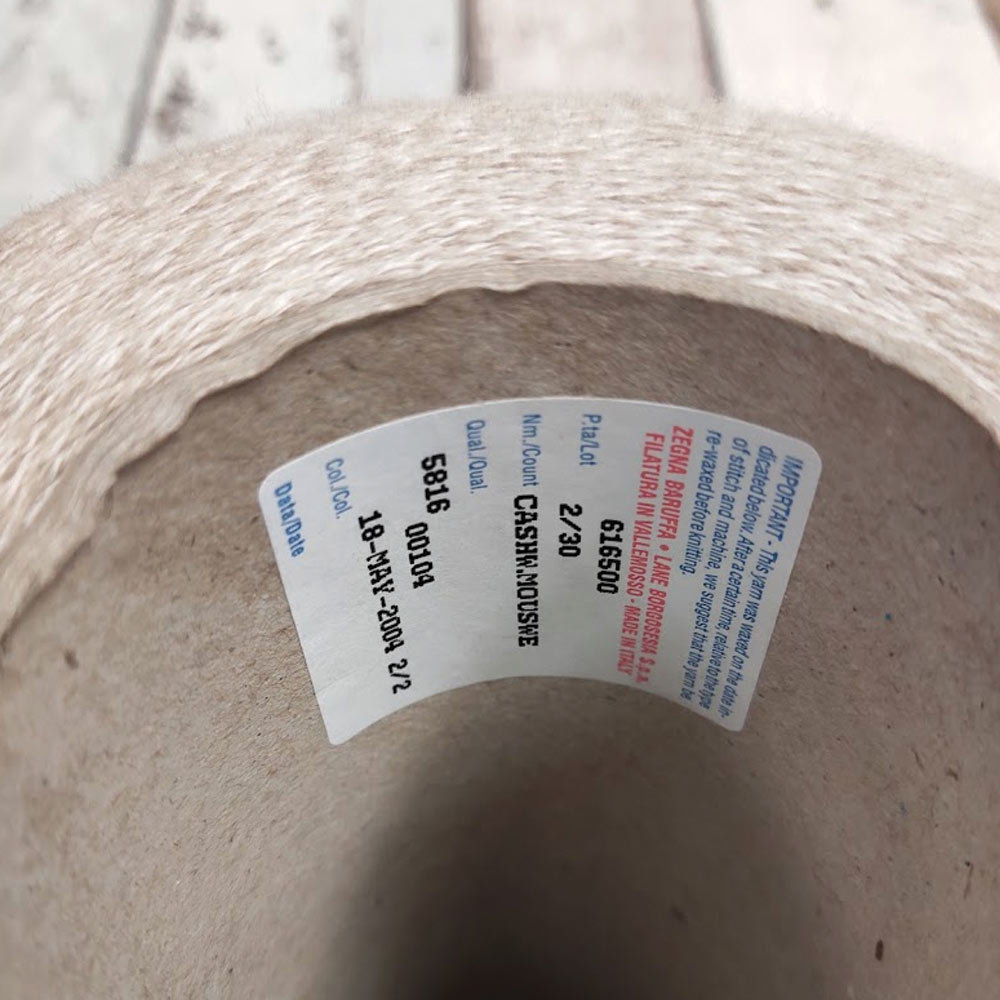 IMPORTANT - This yarn was waxed on the date in-
dicated below. After a certain time, relative to the type
of stitch and machine, we suggest that the yarn be
re-waxed before knitting.
ZEGNA BARUFFA • LANE BORGOSESIA S.p.A.
FILATURA IN VALLEMOSSO - MADE IN ITALY
P.ta/Lot 616500
Nm./Count 2/30
Qual./Qual. CASHW.MOUSWE
Col./Col. 5816 00104
Data/Date 18-MAY-2004 2/2